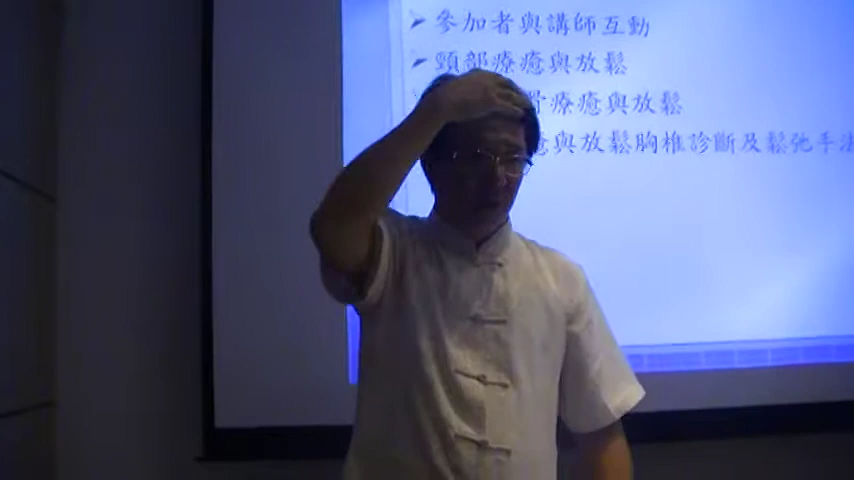 ➢ 參加者與講師互動
➢ 頸部療癒與放鬆
骨療癒與放鬆
癒與放鬆胸椎診斷及鬆弛手法